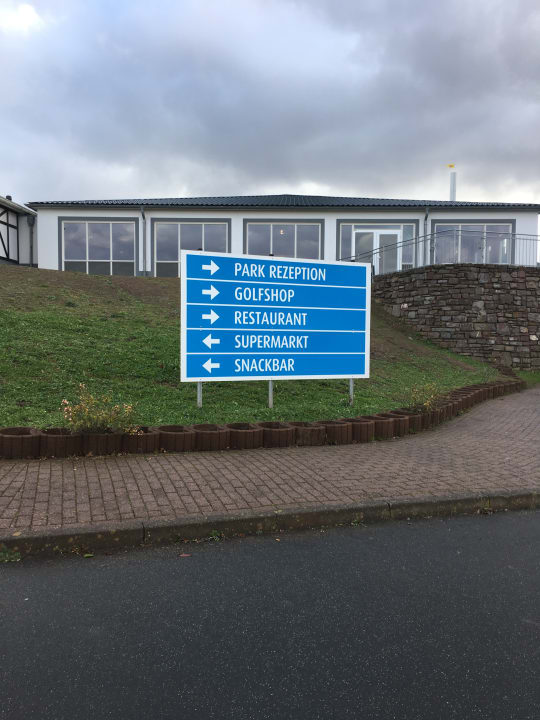 PARK REZEPTION
GOLFSHOP
RESTAURANT
SUPERMARKT
SNACKBAR